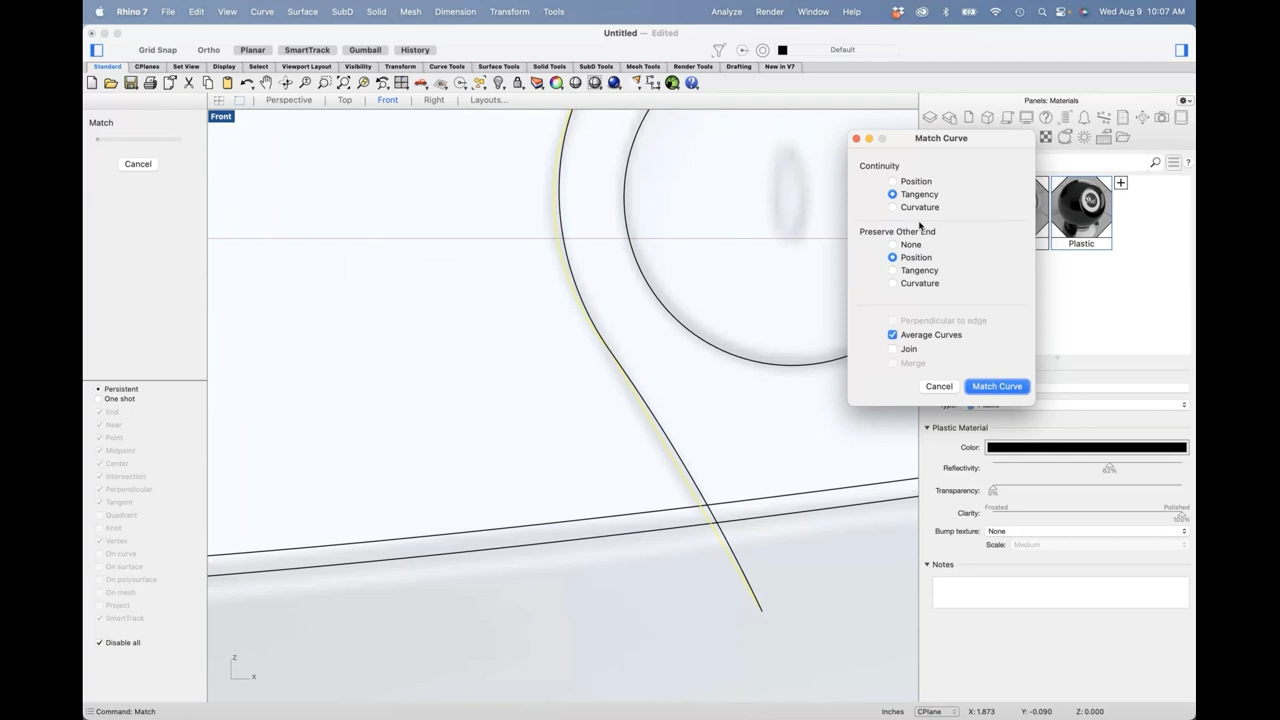 Rhino 7 File Edit View Curve Surface SubD Solid Mesh Dimension Transform Tools Analyze Render Window Help Wed Aug 9 10:07 AM
Untitled — Edited
Grid Snap Ortho Planar SmartTrack Gumball History Default
Standard CPlanes Set View Display Select Viewport Layout Visibility Transform Curve Tools Surface Tools Solid Tools SubD Tools Mesh Tools Render Tools Drafting New in V7
Perspective Top Front Right Layouts...
Panels: Materials
Front
Match
Cancel
Match Curve
Continuity
Position
Tangency
Curvature
Preserve Other End
None
Position
Tangency
Curvature
Perpendicular to edge
Average Curves
Join
Merge
Cancel Match Curve
?
Plastic
Plastic Material
Color:
Reflectivity:
62%
Transparency:
0%
Frosted Polished
Clarity:
100%
Bump texture: None
Scale: Medium
Notes
Persistent
One shot
End
Near
Point
Midpoint
Center
Intersection
Perpendicular
Tangent
Quadrant
Knot
Vertex
On curve
On surface
On polysurface
On mesh
Project
SmartTrack
Disable all
z
x
Command: Match Inches CPlane X: 1.873 Y: -0.090 Z: 0.000